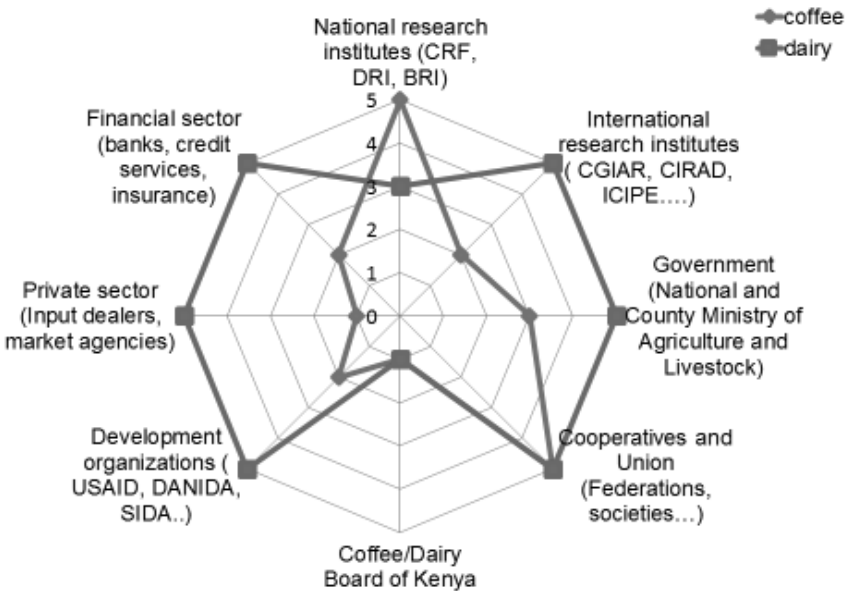 coffee
dairy
National research
institutes (CRF,
DRI, BRI)
5
4
3
2
1
0
International
research institutes
( CGIAR, CIRAD,
ICIPE....)
Government
(National and
County Ministry of
Agriculture and
Livestock)
Cooperatives and
Union
(Federations,
societies...)
Coffee/Dairy
Board of Kenya
Development
organizations (
USAID, DANIDA,
SIDA..)
Private sector
(Input dealers,
market agencies)
Financial sector
(banks, credit
services,
insurance)